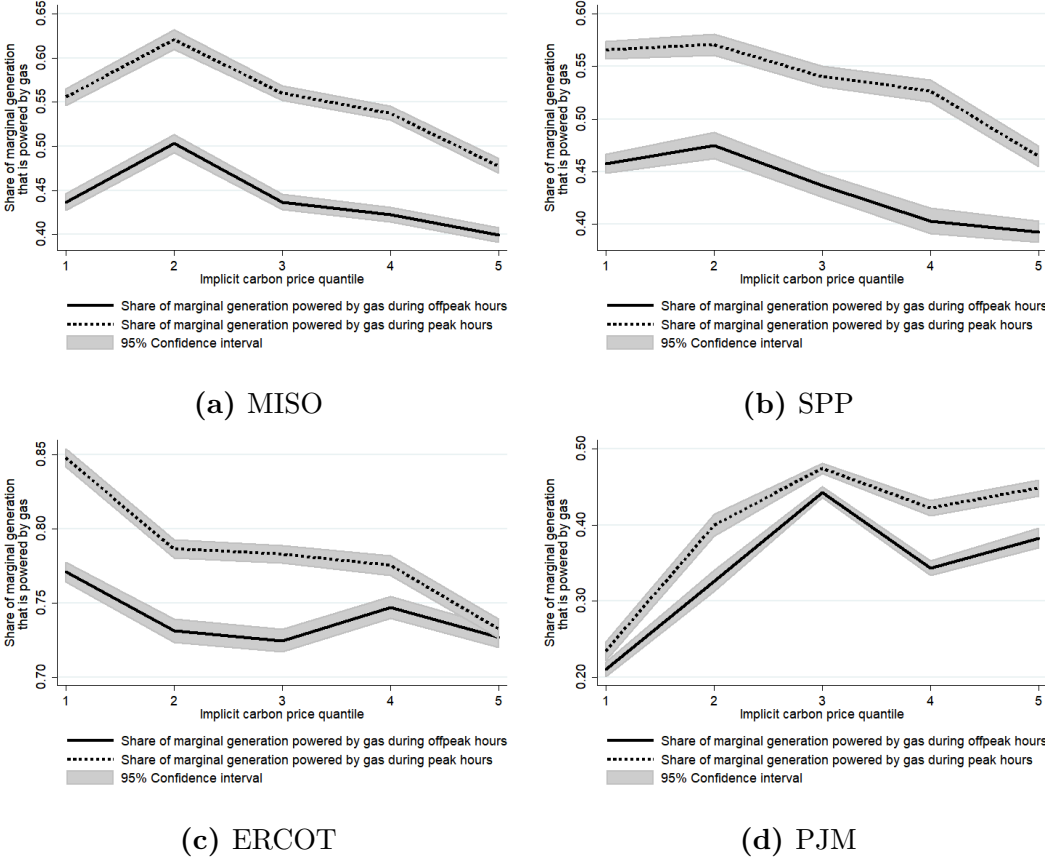 Share of marginal generation
that is powered by gas
0.65
0.60
0.55
0.50
0.45
0.40
1 2 3 4 5
Implicit carbon price quantile
Share of marginal generation powered by gas during offpeak hours
Share of marginal generation powered by gas during peak hours
95% Confidence interval
(a) MISO
Share of marginal generation
that is powered by gas
0.60
0.55
0.50
0.45
0.40
1 2 3 4 5
Implicit carbon price quantile
Share of marginal generation powered by gas during offpeak hours
Share of marginal generation powered by gas during peak hours
95% Confidence interval
(b) SPP
Share of marginal generation
that is powered by gas
0.85
0.80
0.75
0.70
1 2 3 4 5
Implicit carbon price quantile
Share of marginal generation powered by gas during offpeak hours
Share of marginal generation powered by gas during peak hours
95% Confidence interval
(c) ERCOT
Share of marginal generation
that is powered by gas
0.50
0.40
0.30
0.20
1 2 3 4 5
Implicit carbon price quantile
Share of marginal generation powered by gas during offpeak hours
Share of marginal generation powered by gas during peak hours
95% Confidence interval
(d) PJM